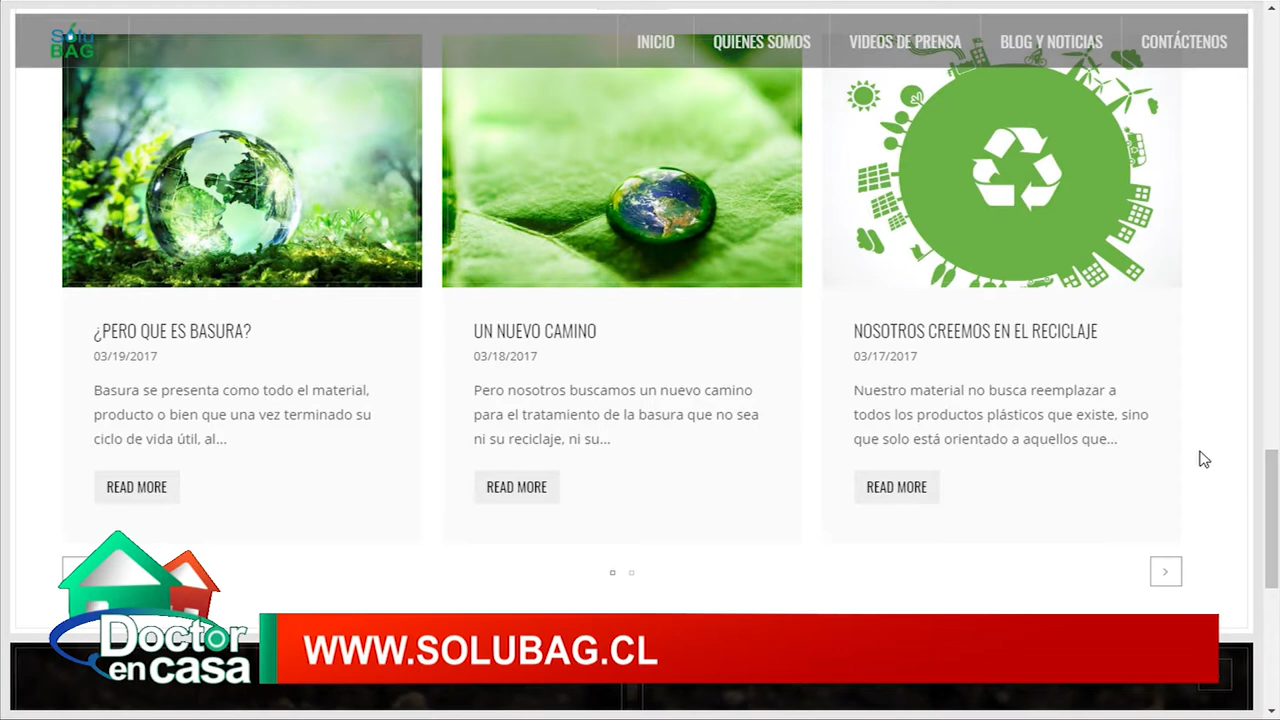 Sólu
BAG
INICIO
QUIENES SOMOS
VIDEOS DE PRENSA
BLOG Y NOTICIAS
CONTÁCTENOS
¿PERO QUE ES BASURA?
03/19/2017
Basura se presenta como todo el material,
producto o bien que una vez terminado su
ciclo de vida útil, al...
READ MORE
UN NUEVO CAMINO
03/18/2017
Pero nosotros buscamos un nuevo camino
para el tratamiento de la basura que no sea
ni su reciclaje, ni su...
READ MORE
NOSOTROS CREEMOS EN EL RECICLAJE
03/17/2017
Nuestro material no busca reemplazar a
todos los productos plásticos que existe, sino
que solo está orientado a aquellos que...
READ MORE
Doctor
en casa
WWW.SOLUBAG.CL